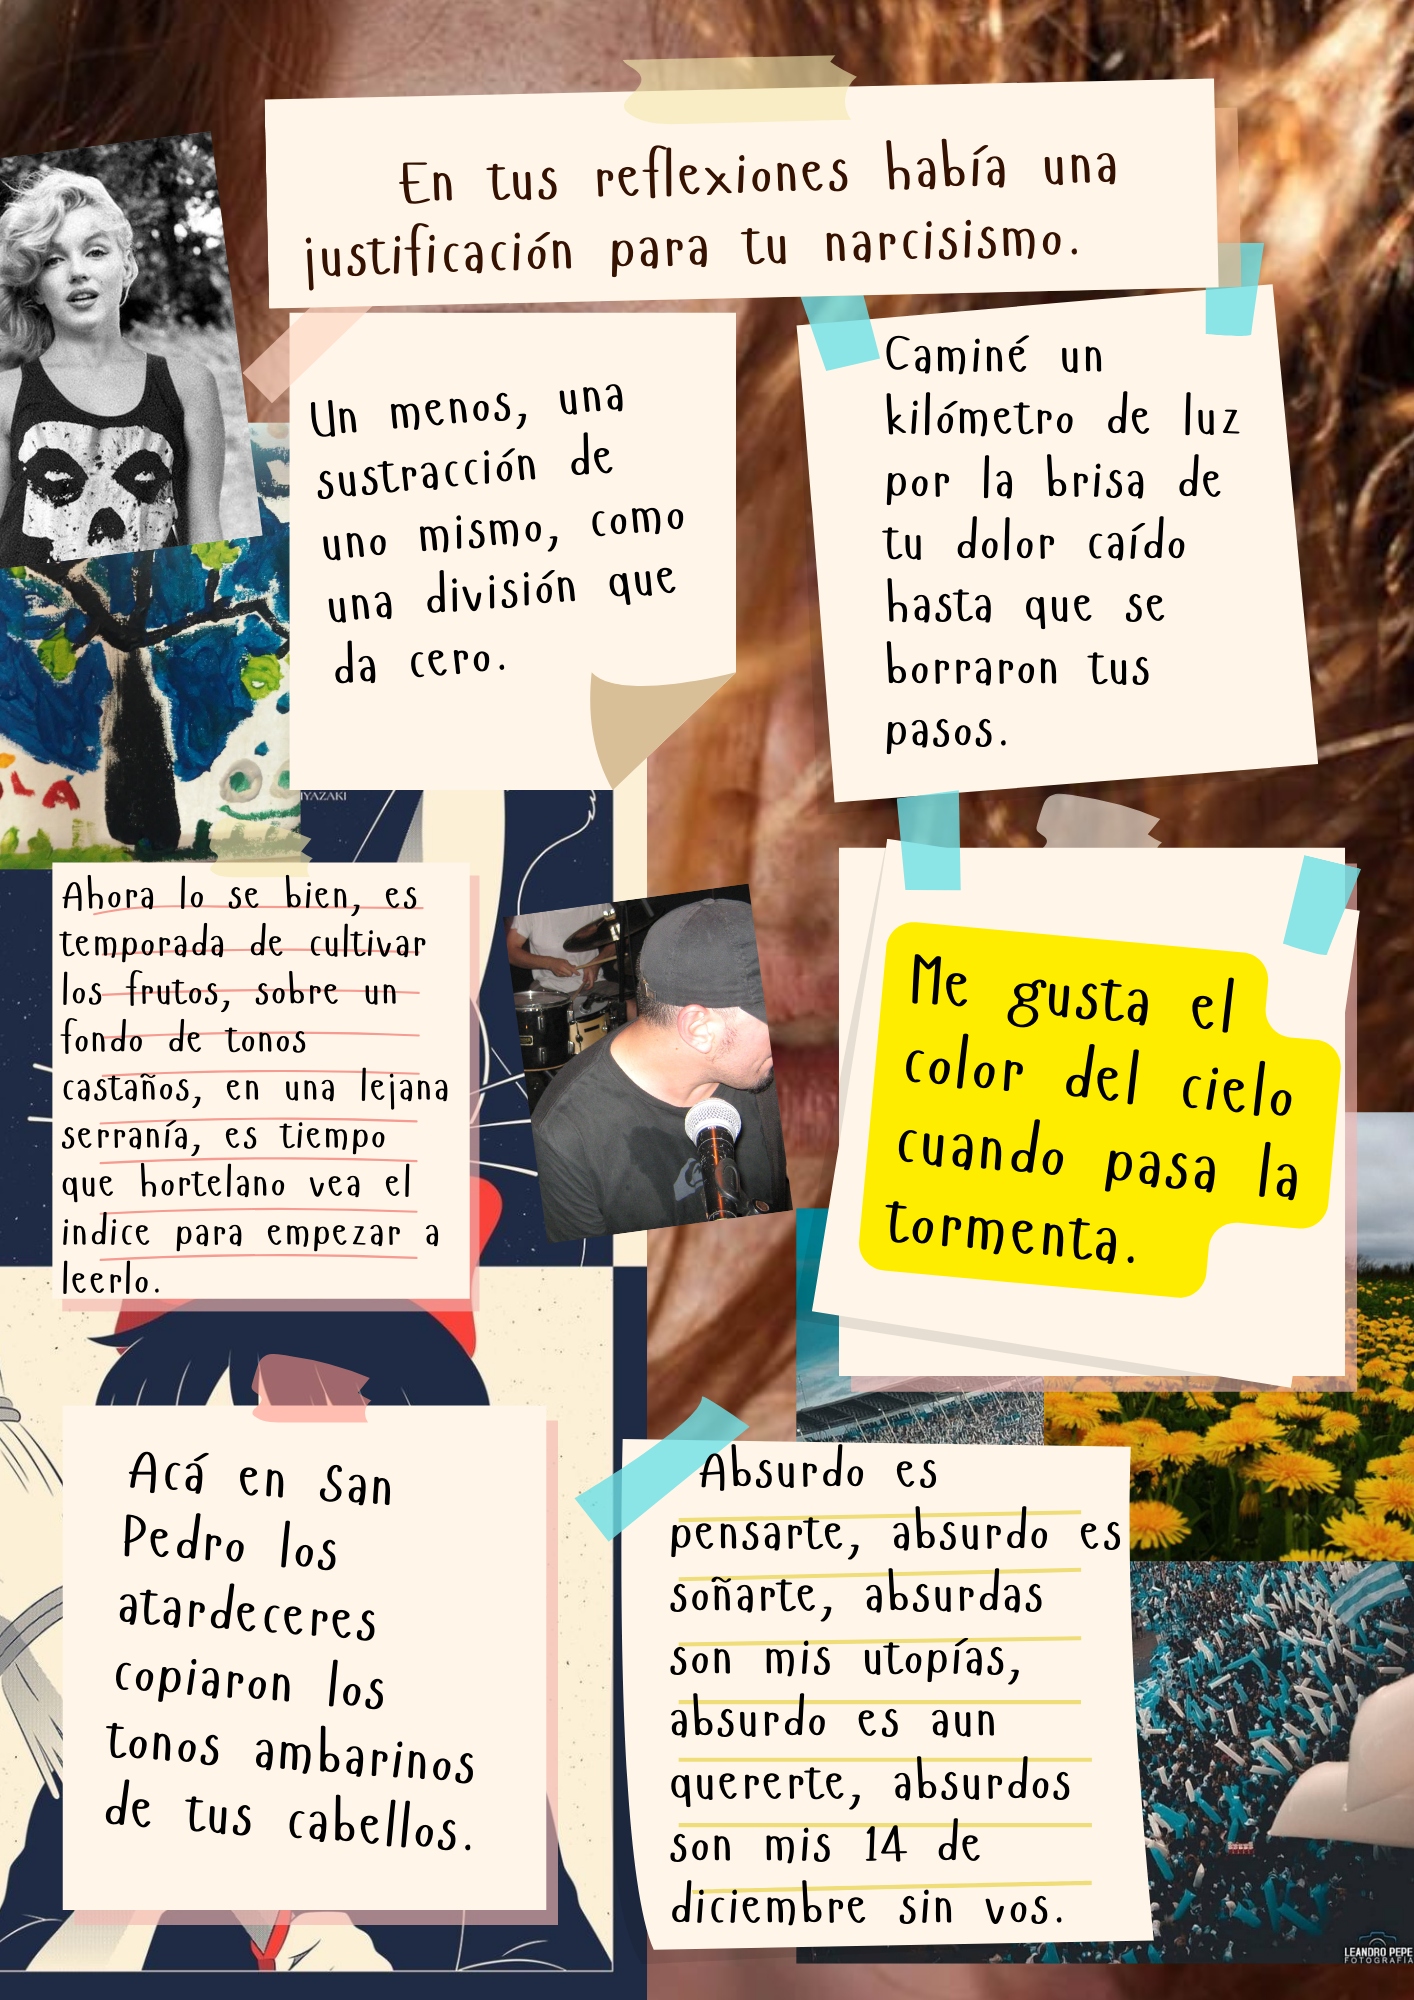 En tus reflexiones había una
justificación para tu narcisismo.
Un menos, una
sustracción de
uno mismo, como
una división que
da cero.
Caminé un
kilómetro de luz
por la brisa de
tu dolor caído
hasta que se
borraron tus
pasos.
LÁ
IYAZAKI
Ahora lo se bien, es
temporada de cultivar
los frutos, sobre un
fondo de tonos
castaños, en una lejana
serranía, es tiempo
que hortelano vea el
indice para empezar a
leerlo.
Me gusta el
color del cielo
cuando pasa la
tormenta.
Acá en San
Pedro los
atardeceres
copiaron los
tonos ambarinos
de tus cabellos.
Absurdo es
pensarte, absurdo es
soñarte, absurdas
son mis utopías,
absurdo es aun
quererte, absurdos
son mis 14 de
diciembre sin vos.
LEANDRO PEPE
FOTOGRAFIA